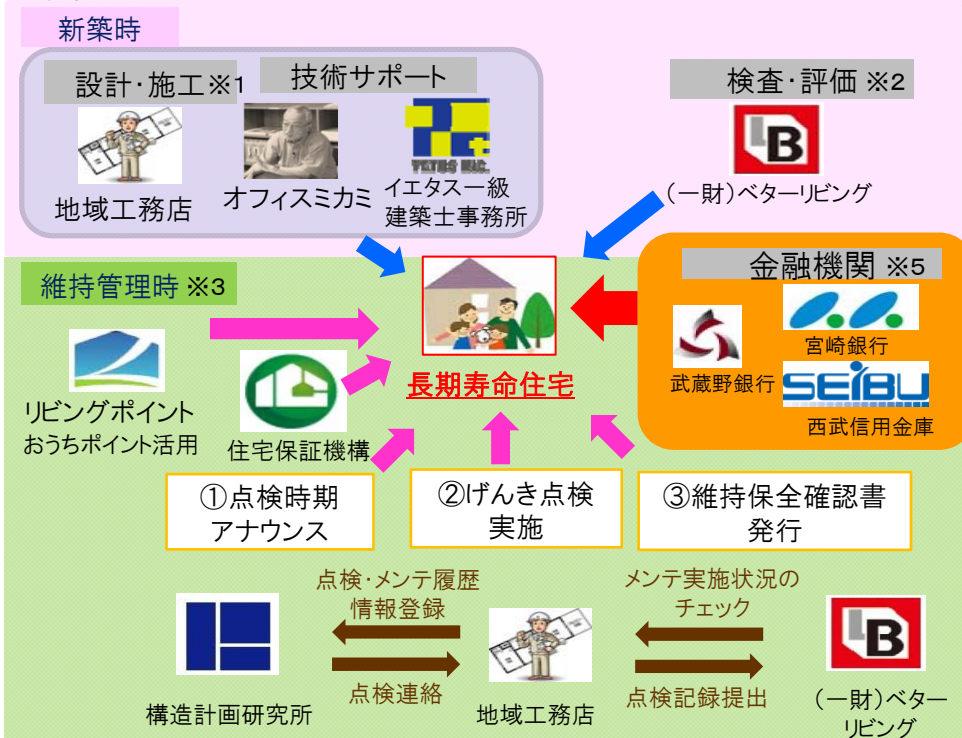 新築時
設計・施工※1
技術サポート
検査・評価 ※2
地域工務店
オフィスミカミ
YETUS INC.
イエタス一級
建築士事務所
(一財)ベターリビング
維持管理時 ※3
金融機関 ※5
リビングポイント
おうちポイント活用
住宅保証機構
長期寿命住宅
武蔵野銀行
宮崎銀行
SEIBU
西武信用金庫
①点検時期
アナウンス
②げんき点検
実施
③維持保全確認書
発行
点検・メンテ履歴
情報登録
メンテ実施状況の
チェック
点検連絡
点検記録提出
構造計画研究所
地域工務店
(一財)ベター
リビング